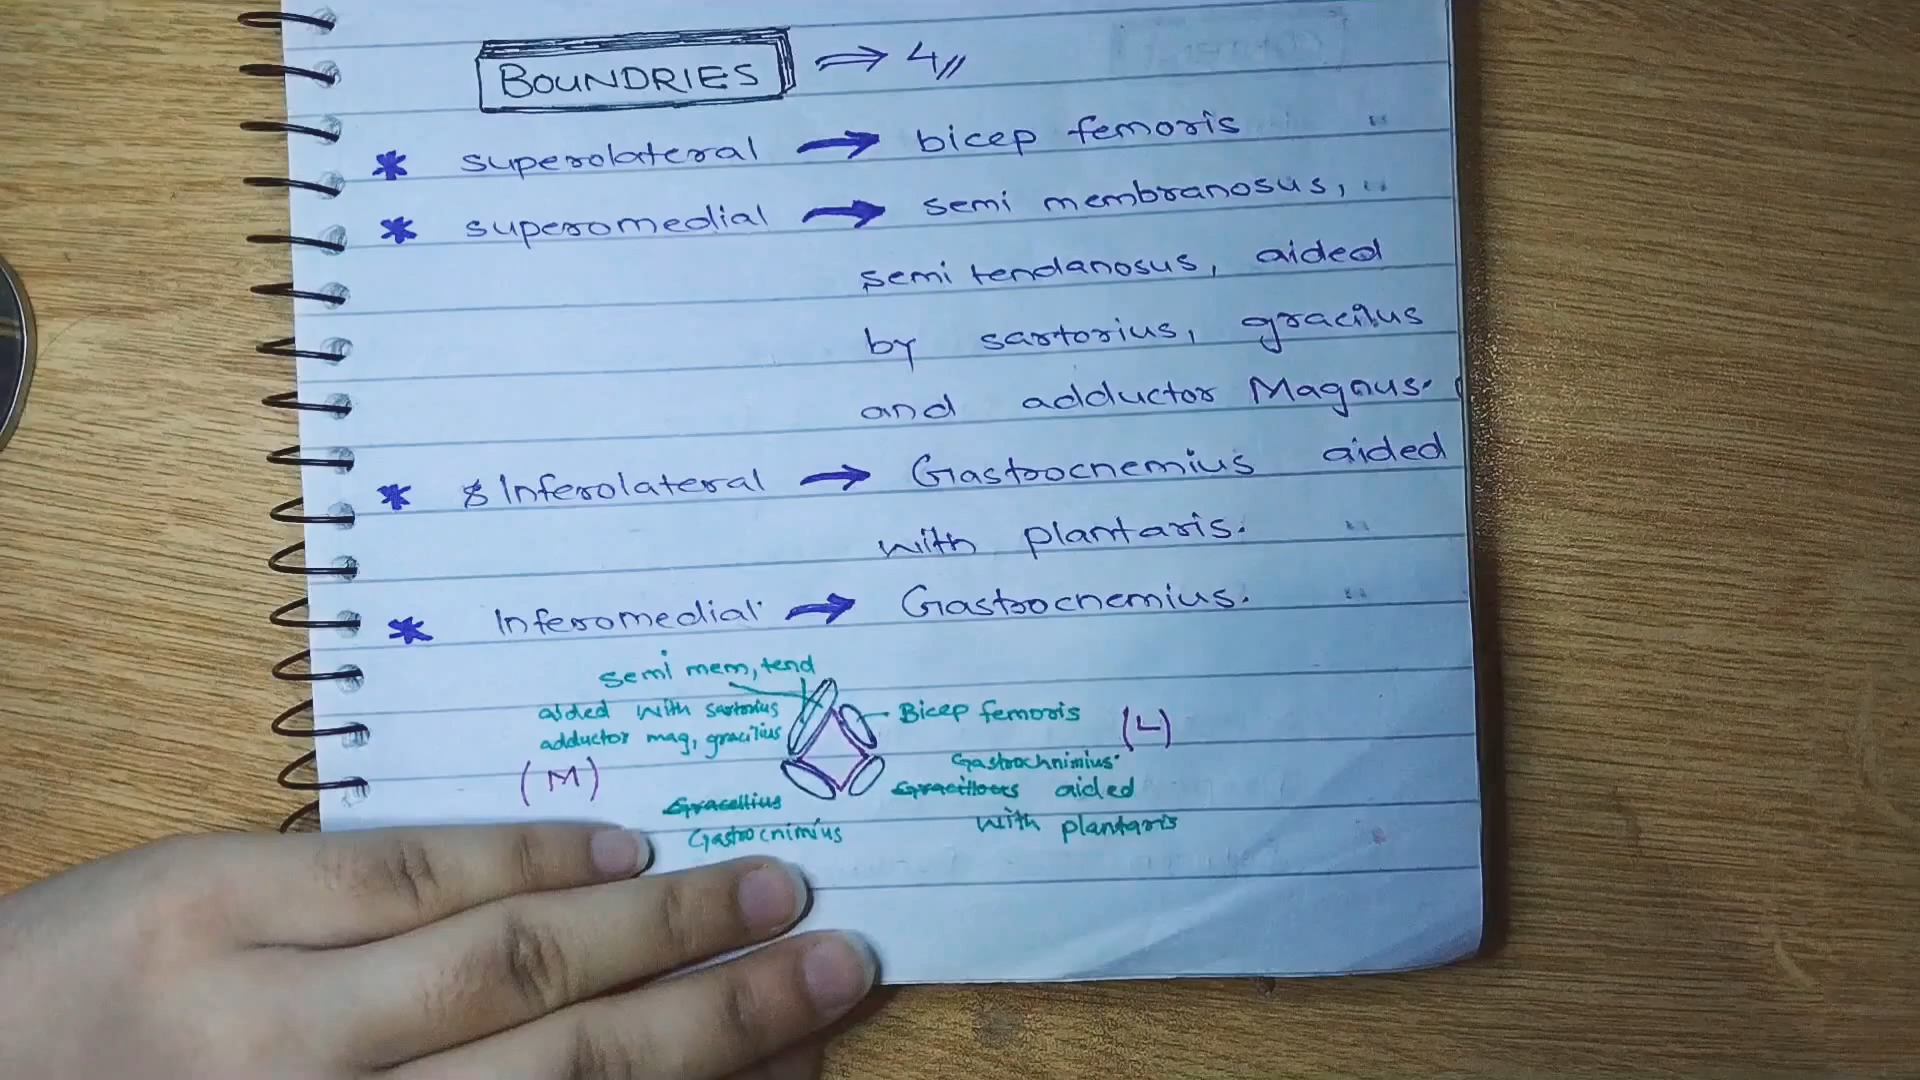 BOUNDRIES ⇒ 4//
* superolateral → bicep femoris "
* superomedial → semi membranosus, "
semi tendanosus, aided
by sartorius, gracilus
and adductor Magnus.
* Inferolateral → Gastrocnemius aided
with plantaris. "
* Inferomedial → Gastrocnemius. "
semi mem, tend
aided with sartorius
adductor mag, gracilius
(M)
Bicep femoris (L)
Gastrochnimius
aided
with plantaris
Gracellius
Gastrocnimius